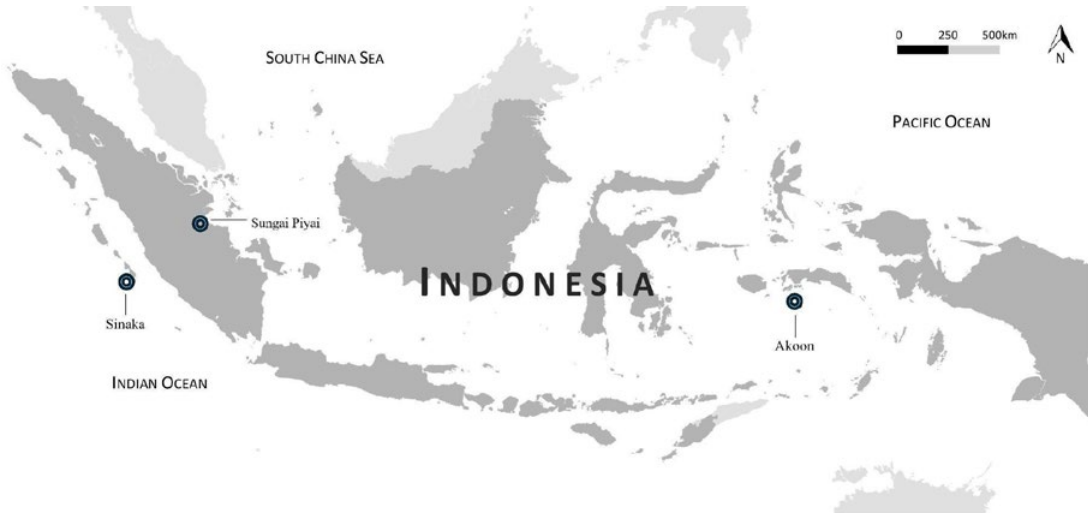 0 250 500km
SOUTH CHINA SEA
N
PACIFIC OCEAN
Sungai Piyai
INDONESIA
Sinaka
Akoon
INDIAN OCEAN